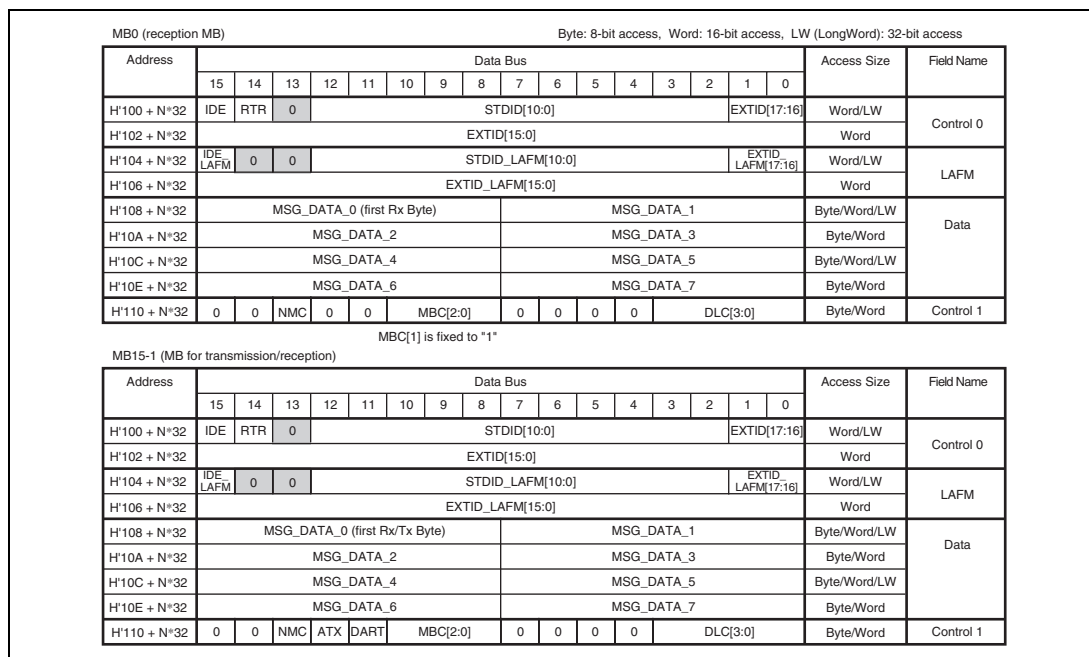 MB0 (reception MB) Byte: 8-bit access, Word: 16-bit access, LW (LongWord): 32-bit access
Address Data Bus Access Size Field Name
15 14 13 12 11 10 9 8 7 6 5 4 3 2 1 0
H'100 + N*32 IDE RTR 0 STDID[10:0] EXTID[17:16] Word/LW Control 0
H'102 + N*32 EXTID[15:0] Word
H'104 + N*32 IDE_LAFM 0 0 STDID_LAFM[10:0] EXTID_LAFM[17:16] Word/LW LAFM
H'106 + N*32 EXTID_LAFM[15:0] Word
H'108 + N*32 MSG_DATA_0 (first Rx Byte) MSG_DATA_1 Byte/Word/LW Data
H'10A + N*32 MSG_DATA_2 MSG_DATA_3 Byte/Word
H'10C + N*32 MSG_DATA_4 MSG_DATA_5 Byte/Word/LW
H'10E + N*32 MSG_DATA_6 MSG_DATA_7 Byte/Word
H'110 + N*32 0 0 NMC 0 0 MBC[2:0] 0 0 0 0 DLC[3:0] Byte/Word Control 1
MBC[1] is fixed to "1"
MB15-1 (MB for transmission/reception)
Address Data Bus Access Size Field Name
15 14 13 12 11 10 9 8 7 6 5 4 3 2 1 0
H'100 + N*32 IDE RTR 0 STDID[10:0] EXTID[17:16] Word/LW Control 0
H'102 + N*32 EXTID[15:0] Word
H'104 + N*32 IDE_LAFM 0 0 STDID_LAFM[10:0] EXTID_LAFM[17:16] Word/LW LAFM
H'106 + N*32 EXTID_LAFM[15:0] Word
H'108 + N*32 MSG_DATA_0 (first Rx/Tx Byte) MSG_DATA_1 Byte/Word/LW Data
H'10A + N*32 MSG_DATA_2 MSG_DATA_3 Byte/Word
H'10C + N*32 MSG_DATA_4 MSG_DATA_5 Byte/Word/LW
H'10E + N*32 MSG_DATA_6 MSG_DATA_7 Byte/Word
H'110 + N*32 0 0 NMC ATX DART MBC[2:0] 0 0 0 0 DLC[3:0] Byte/Word Control 1